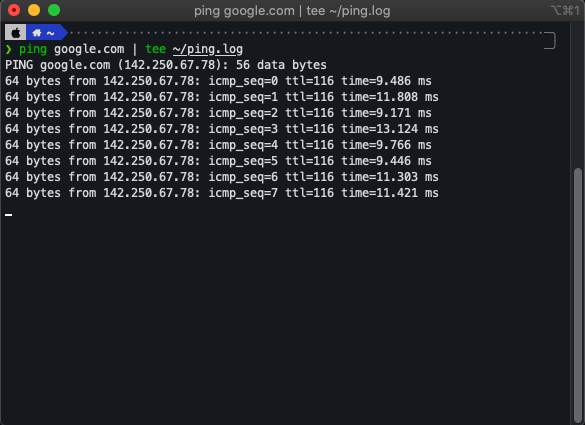 ping google.com | tee ~/ping.log
⌥⌘1
~
❯ ping google.com | tee ~/ping.log
PING google.com (142.250.67.78): 56 data bytes
64 bytes from 142.250.67.78: icmp_seq=0 ttl=116 time=9.486 ms
64 bytes from 142.250.67.78: icmp_seq=1 ttl=116 time=11.808 ms
64 bytes from 142.250.67.78: icmp_seq=2 ttl=116 time=9.171 ms
64 bytes from 142.250.67.78: icmp_seq=3 ttl=116 time=13.124 ms
64 bytes from 142.250.67.78: icmp_seq=4 ttl=116 time=9.766 ms
64 bytes from 142.250.67.78: icmp_seq=5 ttl=116 time=9.446 ms
64 bytes from 142.250.67.78: icmp_seq=6 ttl=116 time=11.303 ms
64 bytes from 142.250.67.78: icmp_seq=7 ttl=116 time=11.421 ms